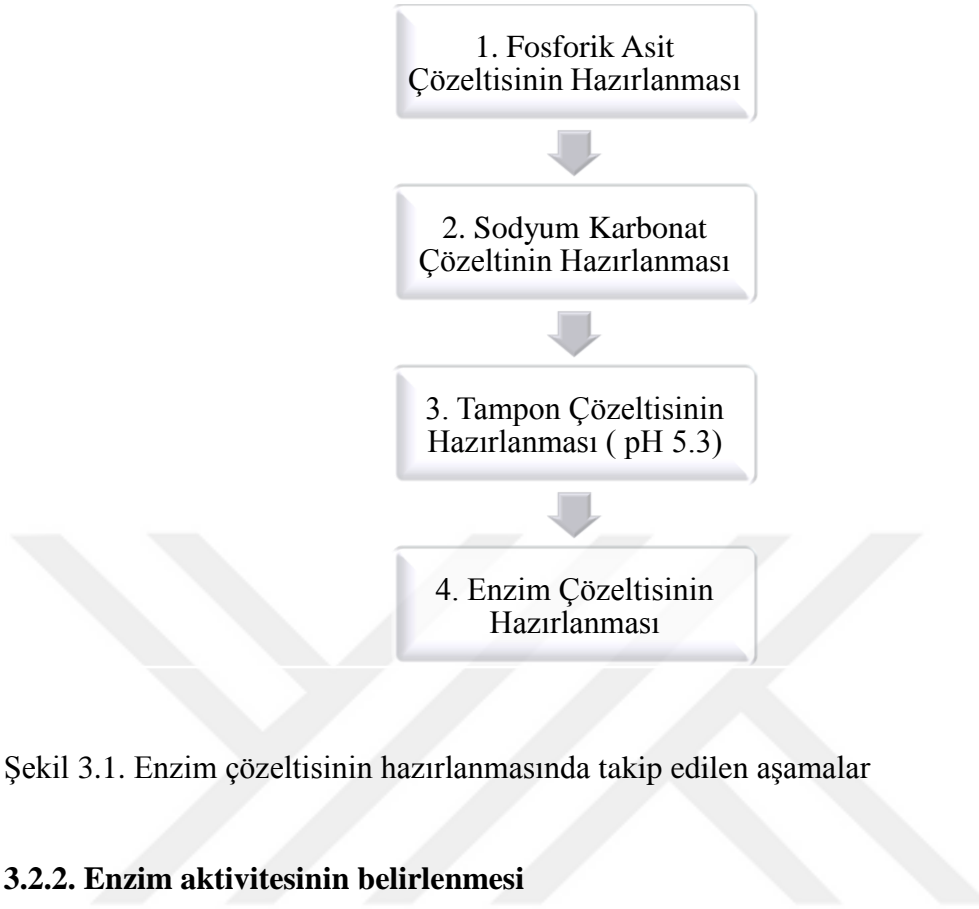 1. Fosforik Asit
Çözeltisinin Hazırlanması
2. Sodyum Karbonat
Çözeltinin Hazırlanması
3. Tampon Çözeltisinin
Hazırlanması ( pH 5.3)
4. Enzim Çözeltisinin
Hazırlanması
Şekil 3.1. Enzim çözeltisinin hazırlanmasında takip edilen aşamalar
3.2.2. Enzim aktivitesinin belirlenmesi